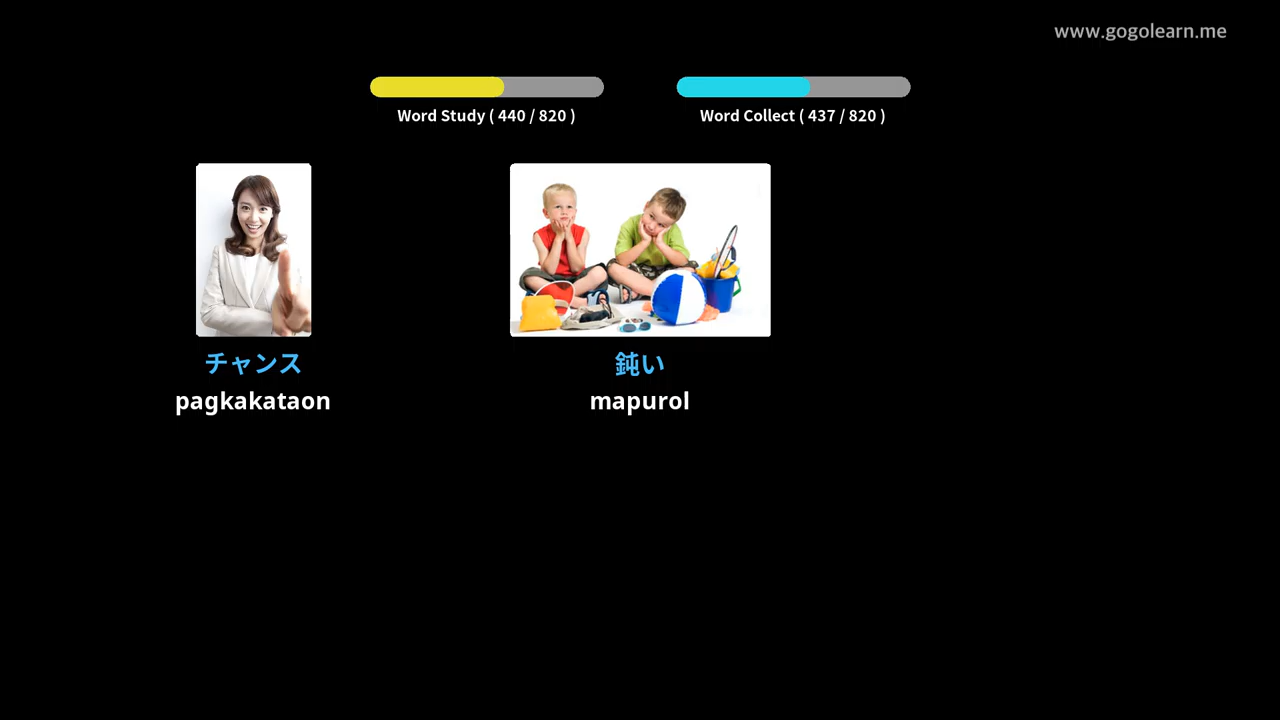 www.gogolearn.me
Word Study ( 440 / 820 )
Word Collect ( 437 / 820 )
チャンス
pagkakataon
鈍い
mapurol